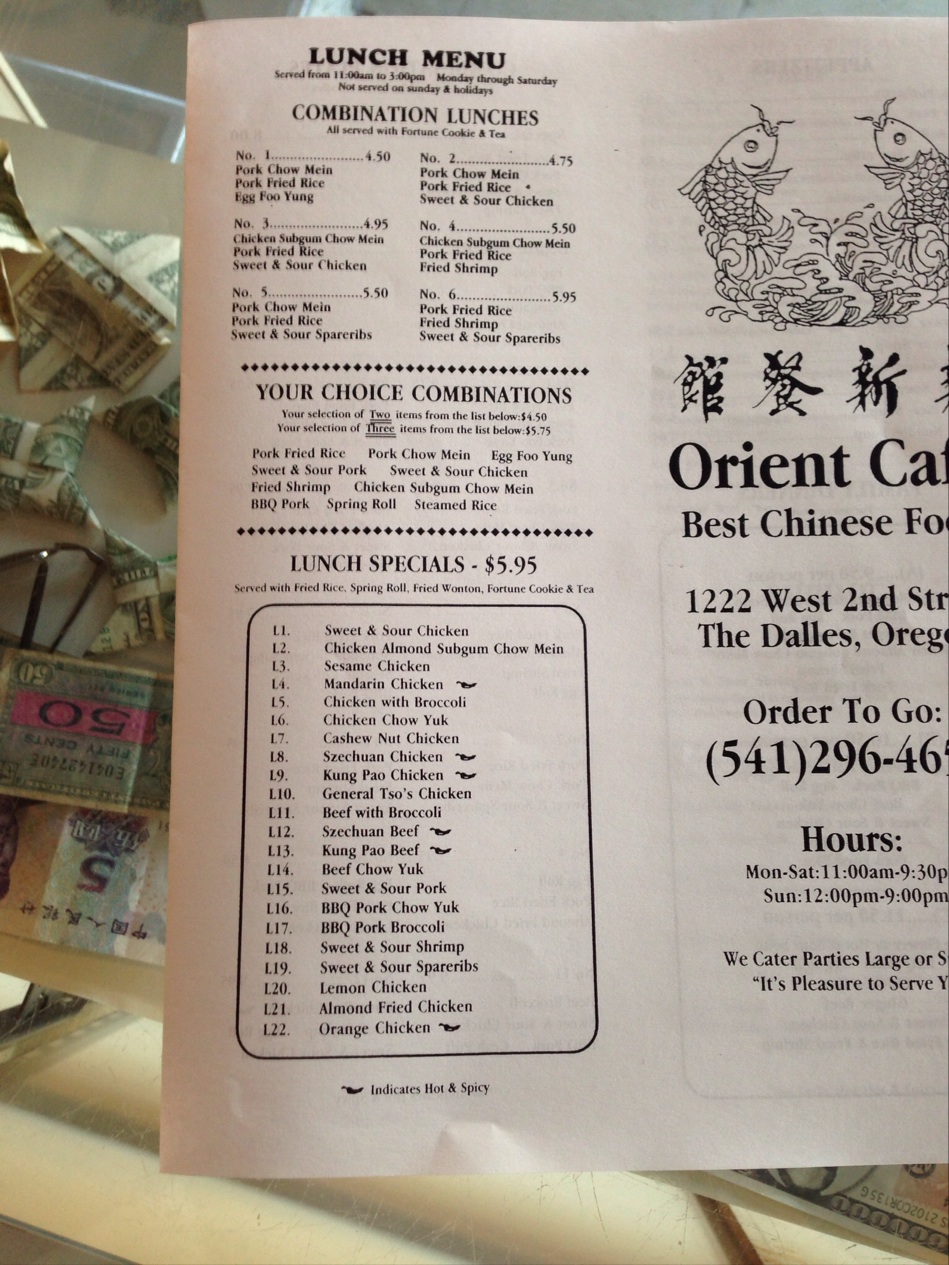 LUNCH MENU
Served from 11:00am to 3:00pm Monday through Saturday
Not served on sunday & holidays
COMBINATION LUNCHES
All served with Fortune Cookie & Tea
No. 1........................4.50
Pork Chow Mein
Pork Fried Rice
Egg Foo Yung
No. 2........................4.75
Pork Chow Mein
Pork Fried Rice
Sweet & Sour Chicken
No. 3........................4.95
Chicken Subgum Chow Mein
Pork Fried Rice
Sweet & Sour Chicken
No. 4.........................5.50
Chicken Subgum Chow Mein
Pork Fried Rice
Fried Shrimp
No. 5.........................5.50
Pork Chow Mein
Pork Fried Rice
Sweet & Sour Spareribs
No. 6.........................5.95
Pork Fried Rice
Fried Shrimp
Sweet & Sour Spareribs
YOUR CHOICE COMBINATIONS
Your selection of Two items from the list below:$4.50
Your selection of Three items from the list below:$5.75
Pork Fried Rice Pork Chow Mein Egg Foo Yung
Sweet & Sour Pork Sweet & Sour Chicken
Fried Shrimp Chicken Subgum Chow Mein
BBQ Pork Spring Roll Steamed Rice
LUNCH SPECIALS - $5.95
Served with Fried Rice, Spring Roll, Fried Wonton, Fortune Cookie & Tea
L1. Sweet & Sour Chicken
L2. Chicken Almond Subgum Chow Mein
L3. Sesame Chicken
L4. Mandarin Chicken
L5. Chicken with Broccoli
L6. Chicken Chow Yuk
L7. Cashew Nut Chicken
L8. Szechuan Chicken
L9. Kung Pao Chicken
L10. General Tso's Chicken
L11. Beef with Broccoli
L12. Szechuan Beef
L13. Kung Pao Beef
L14. Beef Chow Yuk
L15. Sweet & Sour Pork
L16. BBQ Pork Chow Yuk
L17. BBQ Pork Broccoli
L18. Sweet & Sour Shrimp
L19. Sweet & Sour Spareribs
L20. Lemon Chicken
L21. Almond Fried Chicken
L22. Orange Chicken
Indicates Hot & Spicy
館餐新
Orient Caf
Best Chinese Foo
1222 West 2nd Str
The Dalles, Orego
Order To Go:
(541)296-465
Hours:
Mon-Sat:11:00am-9:30p
Sun:12:00pm-9:00pm
We Cater Parties Large or S
"It's Pleasure to Serve Y
50
50
FIFTY CENTS
E04142740E
5
中国人民银行